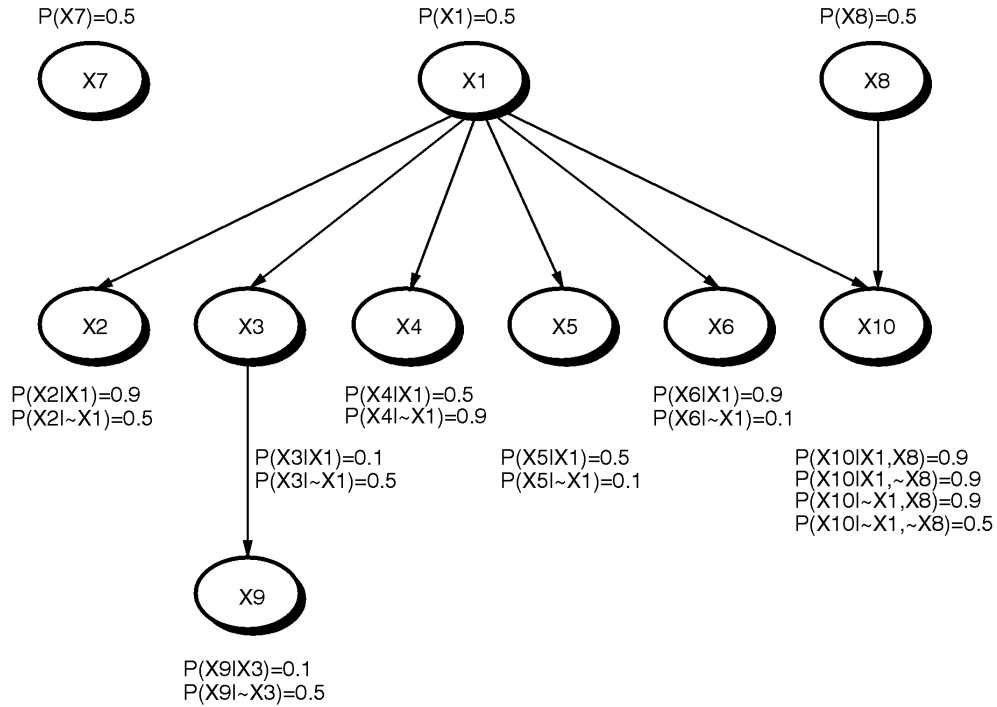 P(X7)=0.5
P(X1)=0.5
P(X8)=0.5
X7
X1
X8
X2
X3
X4
X5
X6
X10
P(X2|X1)=0.9
P(X2|~X1)=0.5
P(X4|X1)=0.5
P(X4|~X1)=0.9
P(X6|X1)=0.9
P(X6|~X1)=0.1
P(X3|X1)=0.1
P(X3|~X1)=0.5
P(X5|X1)=0.5
P(X5|~X1)=0.1
P(X10|X1,X8)=0.9
P(X10|X1,~X8)=0.9
P(X10|~X1,X8)=0.9
P(X10|~X1,~X8)=0.5
X9
P(X9|X3)=0.1
P(X9|~X3)=0.5